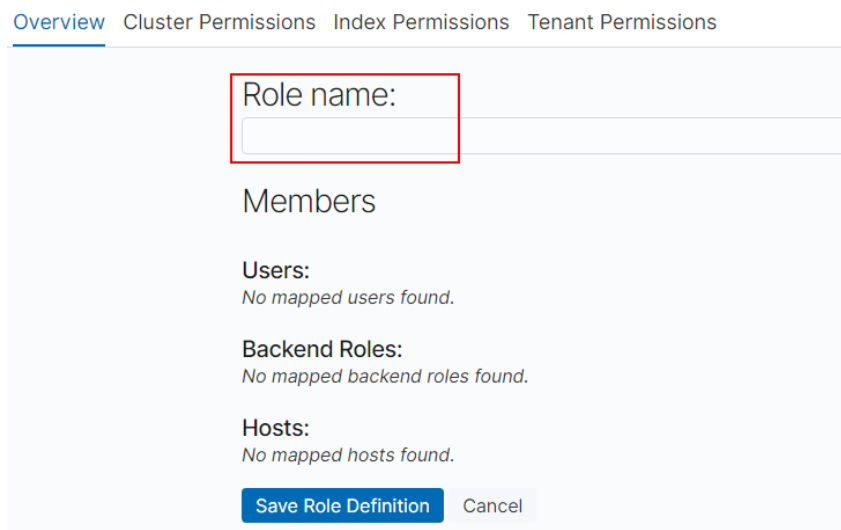 Overview Cluster Permissions Index Permissions Tenant Permissions
Role name:
Members
Users:
No mapped users found.
Backend Roles:
No mapped backend roles found.
Hosts:
No mapped hosts found.
Save Role Definition Cancel